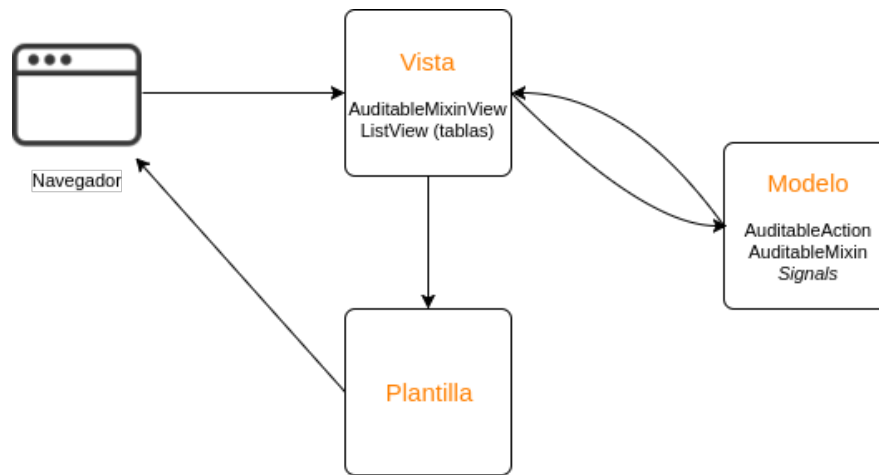 Navegador
Vista
AuditableMixinView
ListView (tablas)
Modelo
AuditableAction
AuditableMixin
Signals
Plantilla